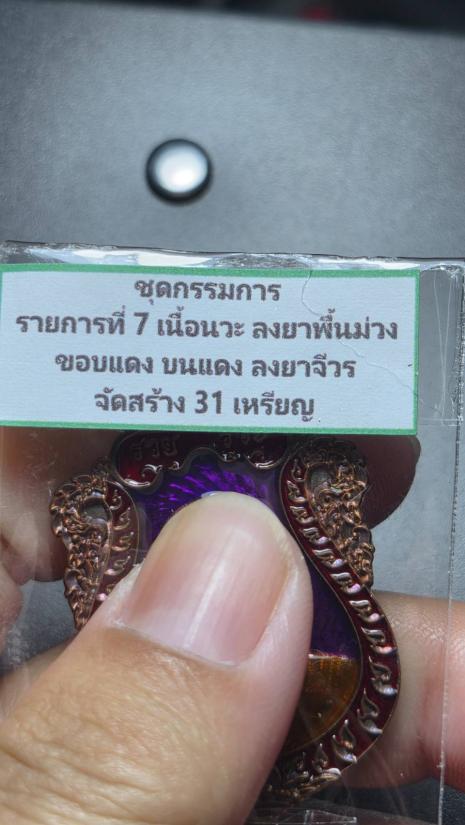 ชุดกรรมการ
รายการที่ 7 เนื้อนวะ ลงยาพื้นม่วง
ขอบแดง บนแดง ลงยาจีวร
จัดสร้าง 31 เหรียญ